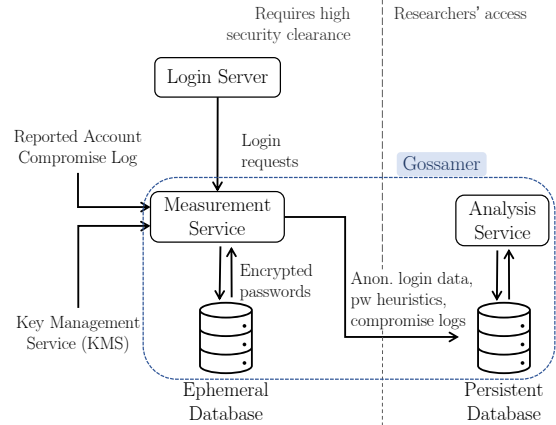 Requires high
security clearance
Researchers' access
Login Server
Reported Account
Compromise Log
Login
requests
Gossamer
Measurement
Service
Analysis
Service
Encrypted
passwords
Anon. login data,
pw heuristics,
compromise logs
Key Management
Service (KMS)
Ephemeral
Database
Persistent
Database